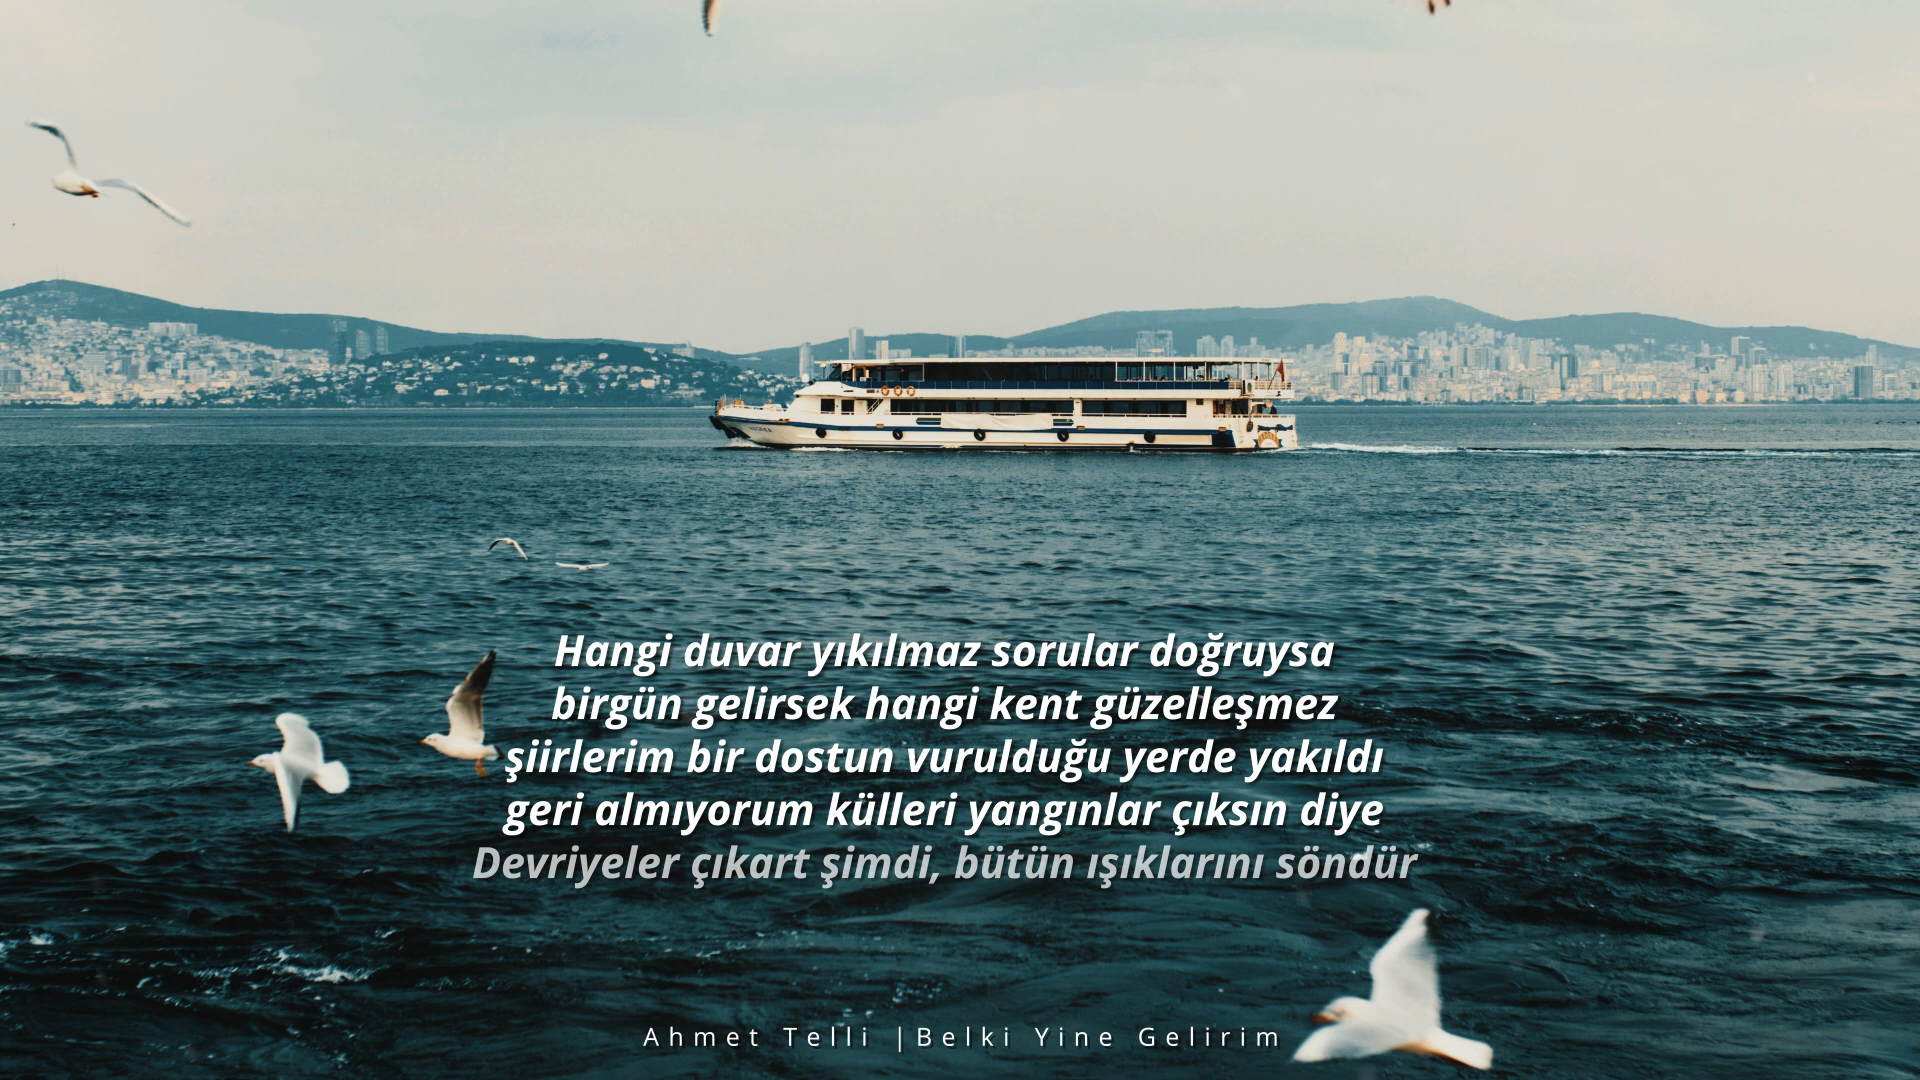 Hangi duvar yıkılmaz sorular doğruysa
birgün gelirsek hangi kent güzelleşmez
şiirlerim bir dostun vurulduğu yerde yakıldı
geri almıyorum külleri yangınlar çıksın diye
Devriyeler çıkart şimdi, bütün ışıklarını söndür
Ahmet Telli |Belki Yine Gelirim